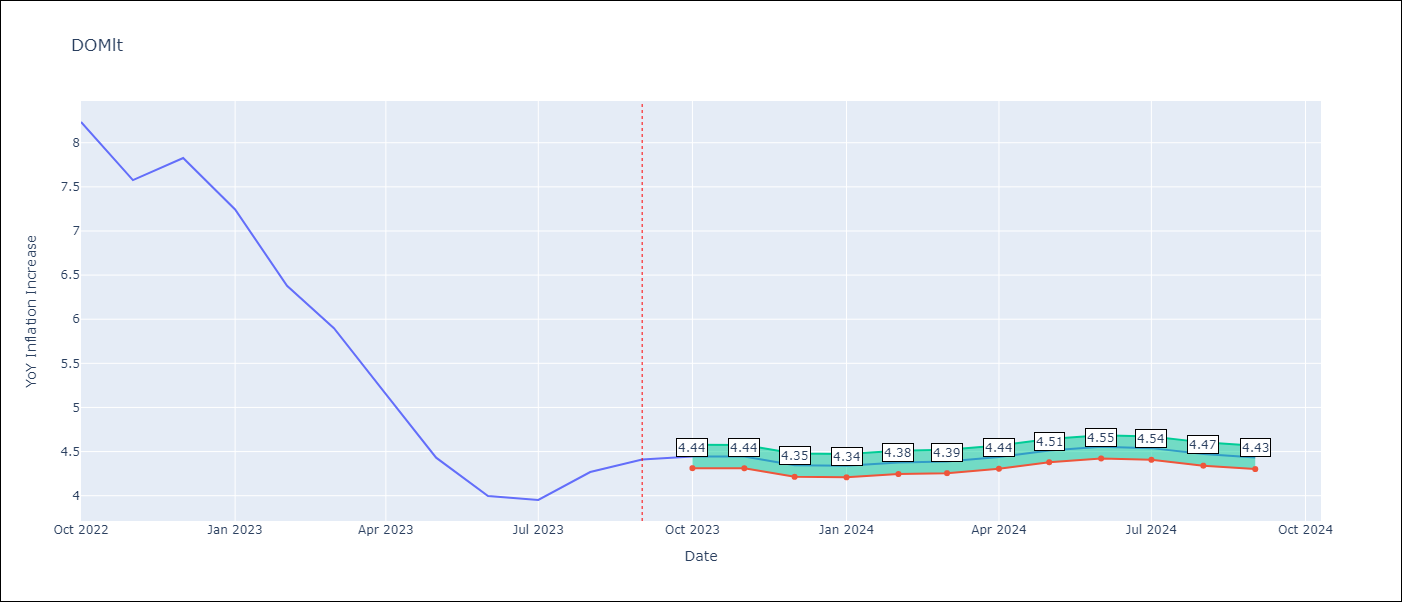 DOMlt
YoY Inflation Increase
8
7.5
7
6.5
6
5.5
5
4.5
4
4.44
4.44
4.35
4.34
4.38
4.39
4.44
4.51
4.55
4.54
4.47
4.43
Oct 2022
Jan 2023
Apr 2023
Jul 2023
Oct 2023
Jan 2024
Apr 2024
Jul 2024
Oct 2024
Date